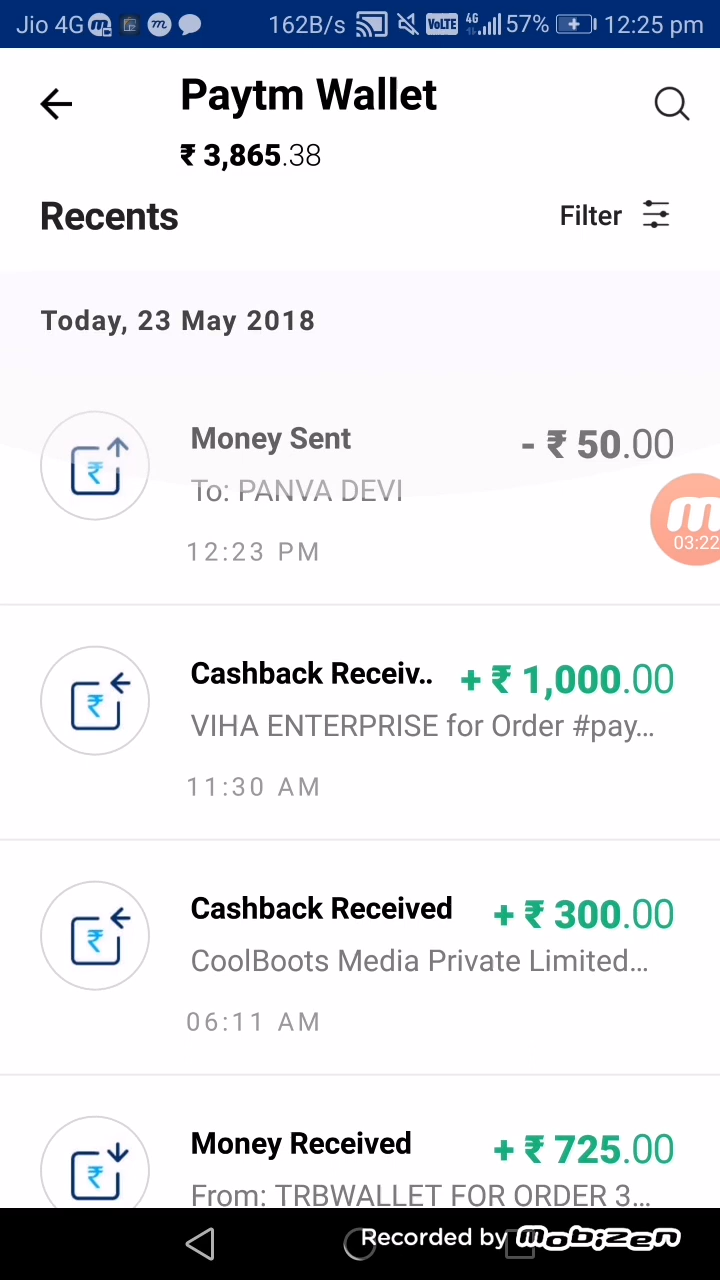 Jio 4G 162B/s VoLTE 4G 57% 12:25 pm
Paytm Wallet
₹ 3,865.38
Recents
Filter
Today, 23 May 2018
Money Sent - ₹ 50.00
To: PANVA DEVI
03:22
12:23 PM
Cashback Receiv.. + ₹ 1,000.00
VIHA ENTERPRISE for Order #pay...
11:30 AM
Cashback Received + ₹ 300.00
CoolBoots Media Private Limited...
06:11 AM
Money Received + ₹ 725.00
From: TRBWALLET FOR ORDER 3...
Recorded by mobizen